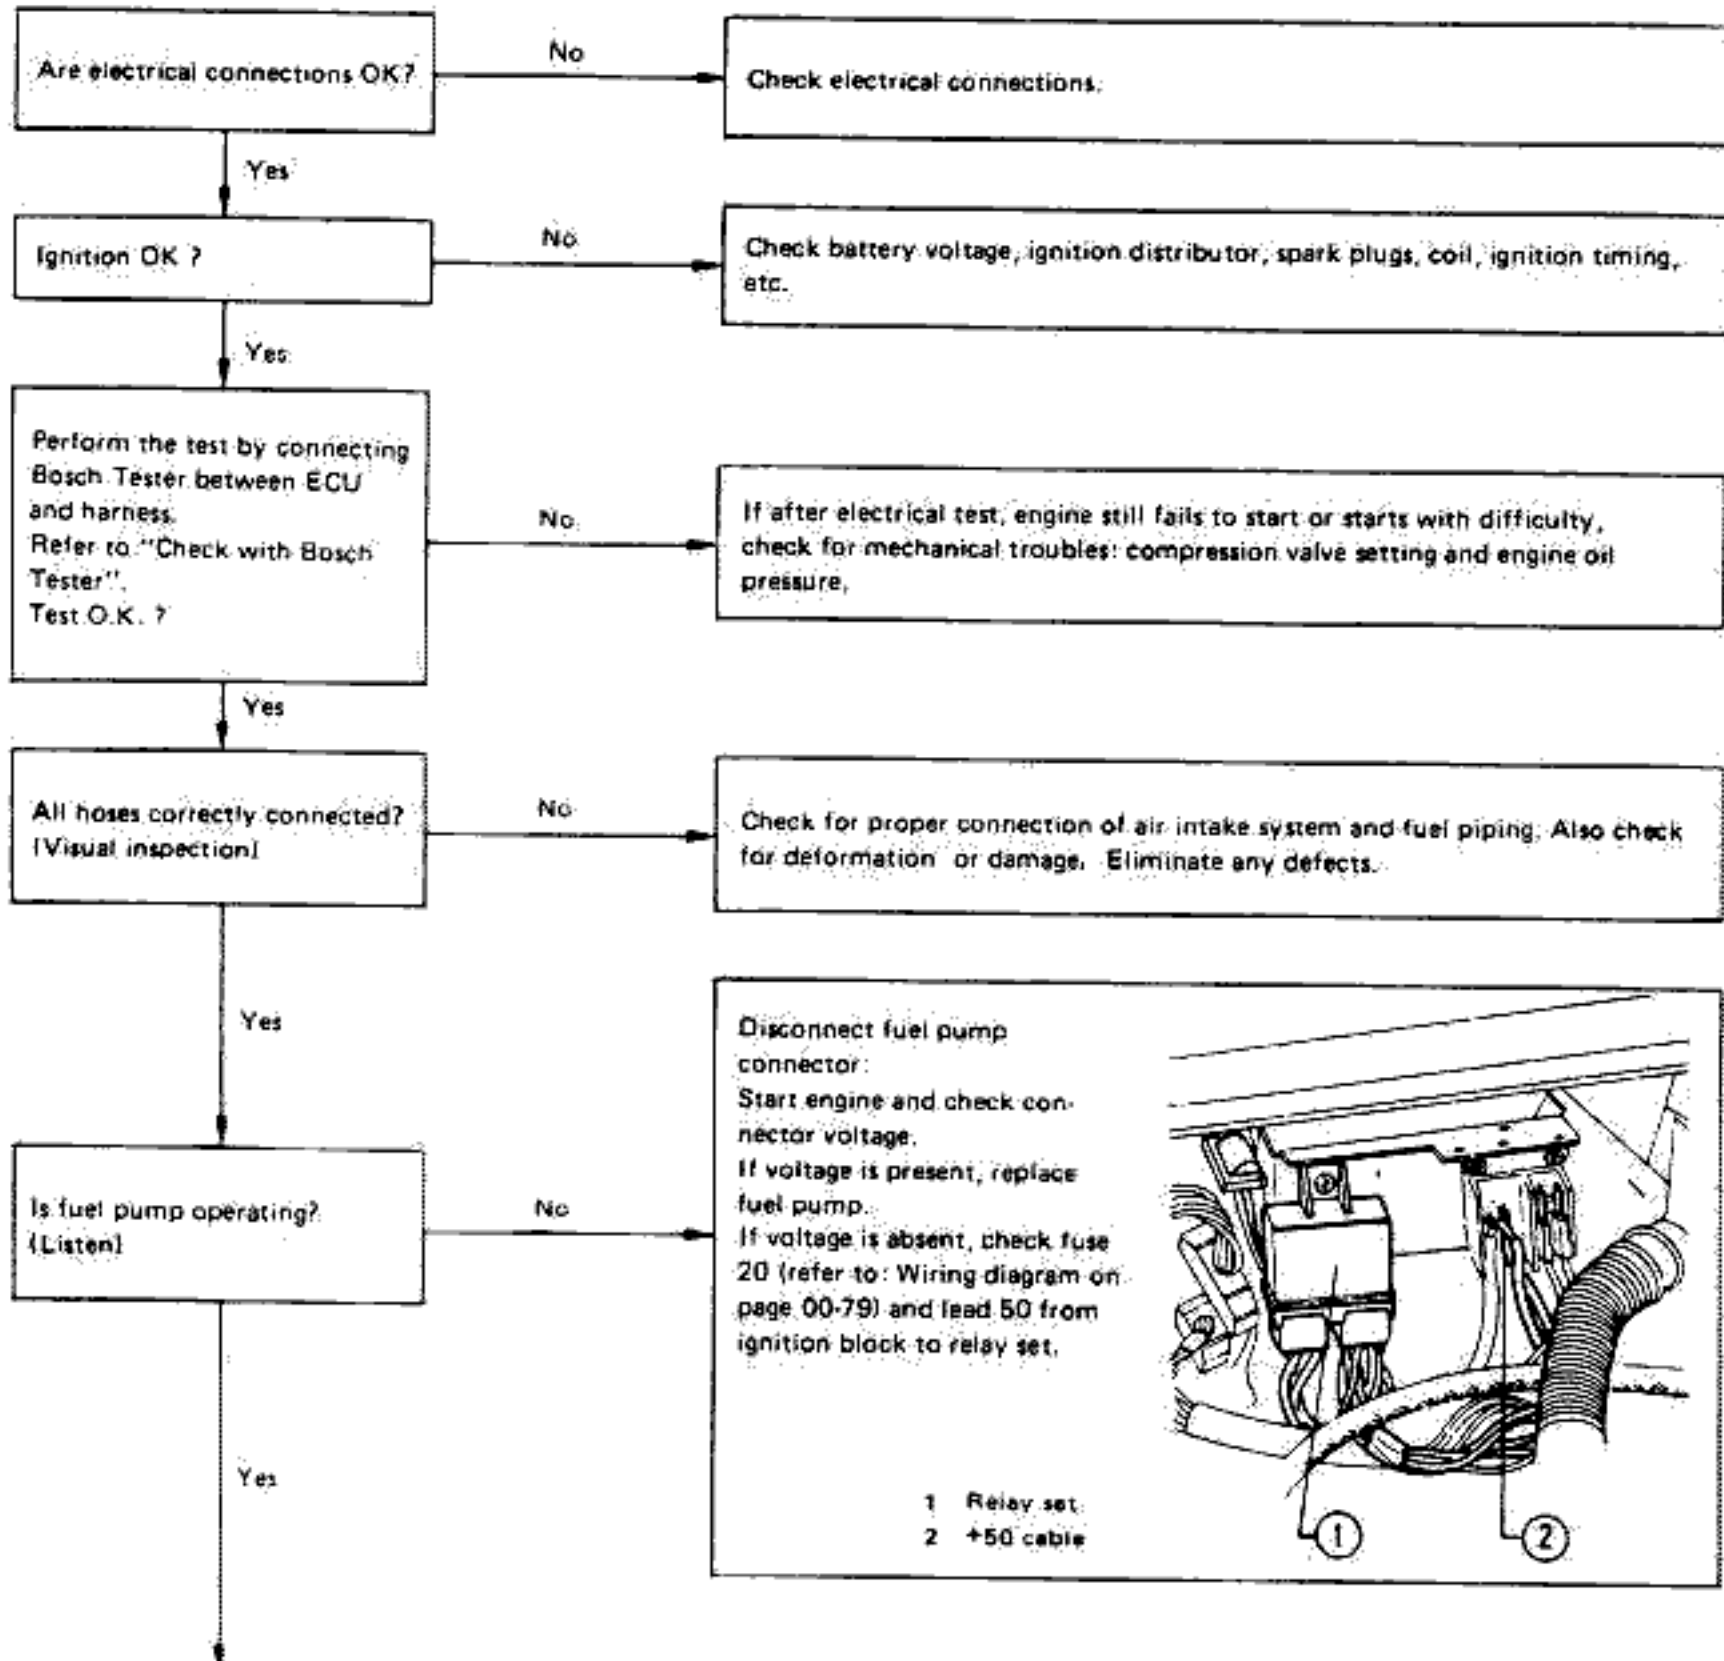 Are electrical connections OK?
No
Check electrical connections.
Yes
Ignition OK ?
No
Check battery voltage, ignition distributor, spark plugs, coil, ignition timing,
etc.
Yes
Perform the test by connecting
Bosch Tester between ECU
and harness.
Refer to "Check with Bosch
Tester".
Test O.K. ?
No
If after electrical test, engine still fails to start or starts with difficulty,
check for mechanical troubles: compression valve setting and engine oil
pressure.
Yes
All hoses correctly connected?
(Visual inspection)
No
Check for proper connection of air intake system and fuel piping. Also check
for deformation or damage. Eliminate any defects.
Yes
Is fuel pump operating?
(Listen)
No
Disconnect fuel pump
connector.
Start engine and check con-
nector voltage.
If voltage is present, replace
fuel pump.
If voltage is absent, check fuse
20 (refer to: Wiring diagram on
page 00-79) and lead 50 from
ignition block to relay set.
1 Relay set
2 +50 cable
1
2
Yes